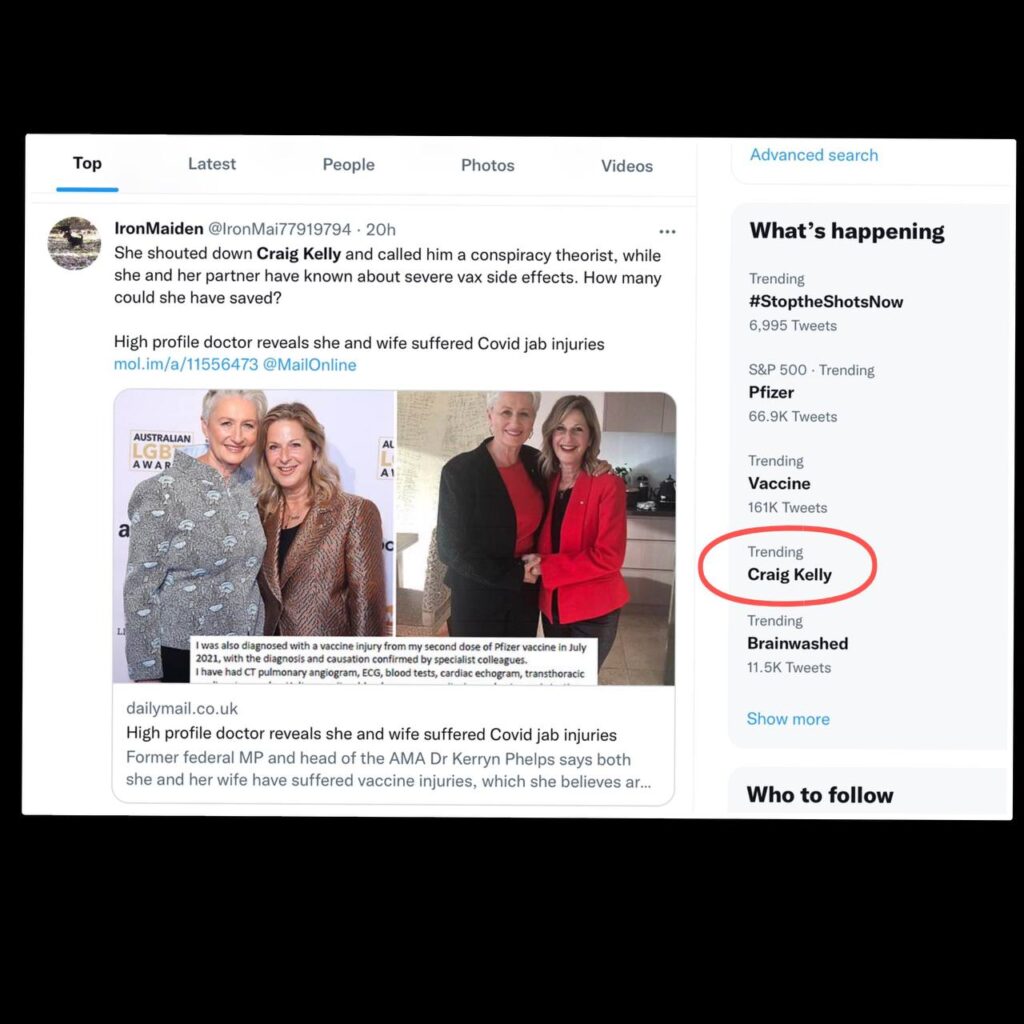 Top Latest People Photos Videos
IronMaiden @IronMai77919794 · 20h
She shouted down Craig Kelly and called him a conspiracy theorist, while
she and her partner have known about severe vax side effects. How many
could she have saved?
High profile doctor reveals she and wife suffered Covid jab injuries
mol.im/a/11556473 @MailOnline
AUSTRALIAN
LGBT
AWAR
I was also diagnosed with a vaccine injury from my second dose of Pfizer vaccine in July
2021, with the diagnosis and causation confirmed by specialist colleagues.
I have had CT pulmonary angiogram, ECG, blood tests, cardiac echogram, transthoracic
dailymail.co.uk
High profile doctor reveals she and wife suffered Covid jab injuries
Former federal MP and head of the AMA Dr Kerryn Phelps says both
she and her wife have suffered vaccine injuries, which she believes ar...
Advanced search
What's happening
Trending
#StoptheShotsNow
6,995 Tweets
S&P 500 · Trending
Pfizer
66.9K Tweets
Trending
Vaccine
161K Tweets
Trending
Craig Kelly
Trending
Brainwashed
11.5K Tweets
Show more
Who to follow